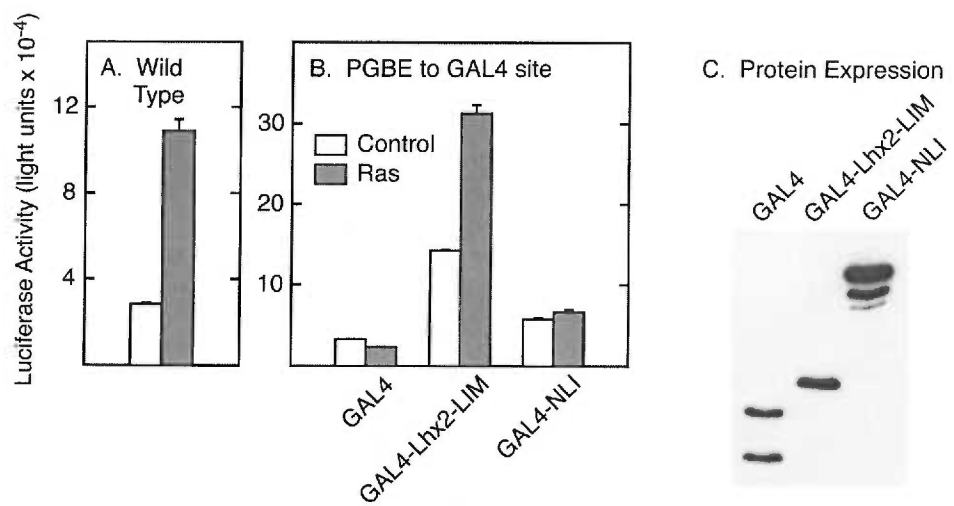 Luciferase Activity (light units x 10⁻⁴)
A. Wild
Type
12
8
4
B. PGBE to GAL4 site
Control
Ras
30
20
10
GAL4
GAL4-Lhx2-LIM
GAL4-NLI
C. Protein Expression
GAL4
GAL4-Lhx2-LIM
GAL4-NLI